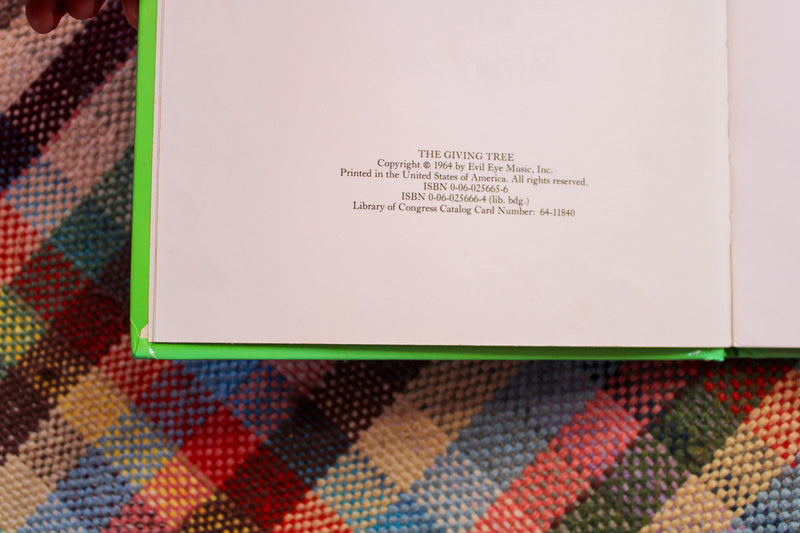 THE GIVING TREE
Copyright © 1964 by Evil Eye Music, Inc.
Printed in the United States of America. All rights reserved.
ISBN 0-06-025665-6
ISBN 0-06-025666-4 (lib. bdg.)
Library of Congress Catalog Card Number: 64-11840